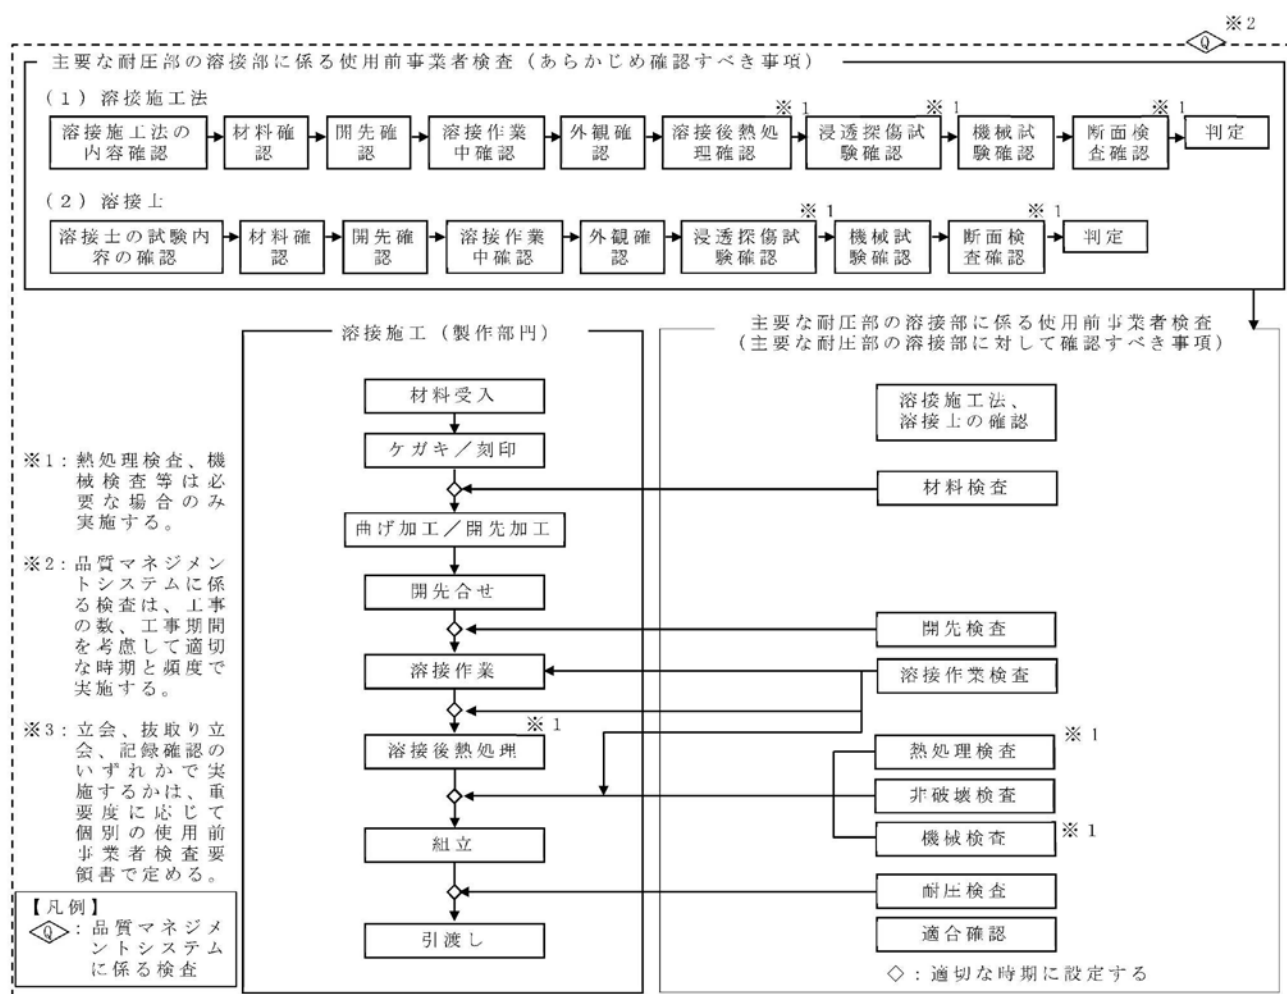 ※2
Q
主要な耐圧部の溶接部に係る使用前事業者検査(あらかじめ確認すべき事項)
(1)溶接施工法
溶接施工法の
内容確認
材料確
認
開先確
認
溶接作業
中確認
外観確
認
※1
溶接後熱処
理確認
※1
浸透探傷試
験確認
機械試
験確認
※1
断面検
査確認
判定
(2)溶接上
溶接士の試験内
容の確認
材料確
認
開先確
認
溶接作業
中確認
外観確
認
※1
浸透探傷試
験確認
機械試
験確認
※1
断面検
査確認
判定
溶接施工(製作部門)
材料受入
ケガキ/刻印
曲げ加工/開先加工
開先合せ
溶接作業
※1
溶接後熱処理
組立
引渡し
主要な耐圧部の溶接部に係る使用前事業者検査
(主要な耐圧部の溶接部に対して確認すべき事項)
溶接施工法、
溶接上の確認
材料検査
開先検査
溶接作業検査
熱処理検査
※1
非破壊検査
機械検査
※1
耐圧検査
適合確認
◇:適切な時期に設定する
※1:熱処理検査、機
械検査等は必
要な場合のみ
実施する。
※2:品質マネジメン
トシステムに係
る検査は、工事
の数、工事期間
を考慮して適切
な時期と頻度で
実施する。
※3:立会、抜取り立
会、記録確認の
いずれかで実
施するかは、重
要度に応じて
個別の使用前
事業者検査要
領書で定める。
【凡例】
Q:品質マネジメ
ントシステム
に係る検査